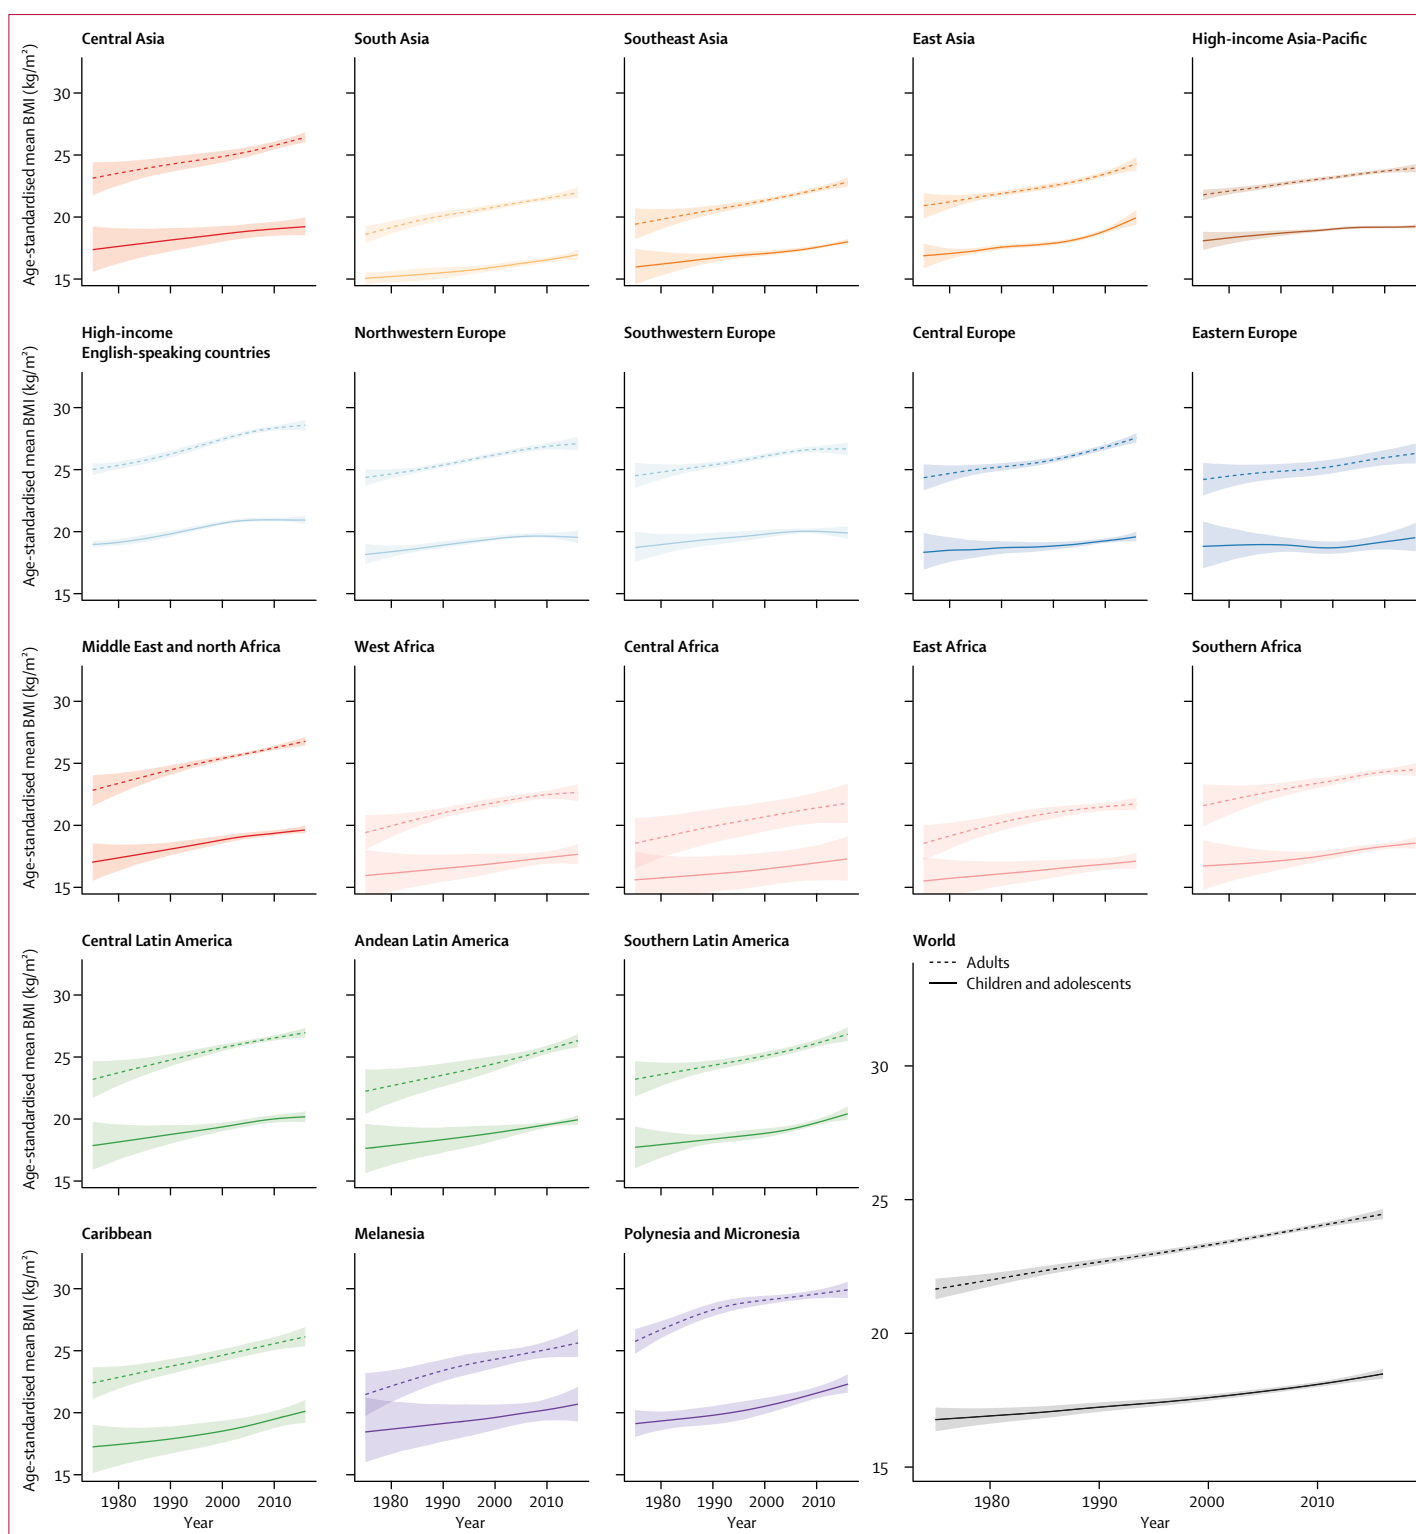 Central Asia
South Asia
Southeast Asia
East Asia
High-income Asia-Pacific
Age-standardised mean BMI (kg/m²)
30
25
20
15
High-income
English-speaking countries
Northwestern Europe
Southwestern Europe
Central Europe
Eastern Europe
Age-standardised mean BMI (kg/m²)
30
25
20
15
Middle East and north Africa
West Africa
Central Africa
East Africa
Southern Africa
Age-standardised mean BMI (kg/m²)
30
25
20
15
Central Latin America
Andean Latin America
Southern Latin America
World
Adults
Children and adolescents
Age-standardised mean BMI (kg/m²)
30
25
20
15
30
25
20
15
Caribbean
Melanesia
Polynesia and Micronesia
Age-standardised mean BMI (kg/m²)
30
25
20
15
1980 1990 2000 2010
Year
1980 1990 2000 2010
Year
1980 1990 2000 2010
Year
1980 1990 2000 2010
Year